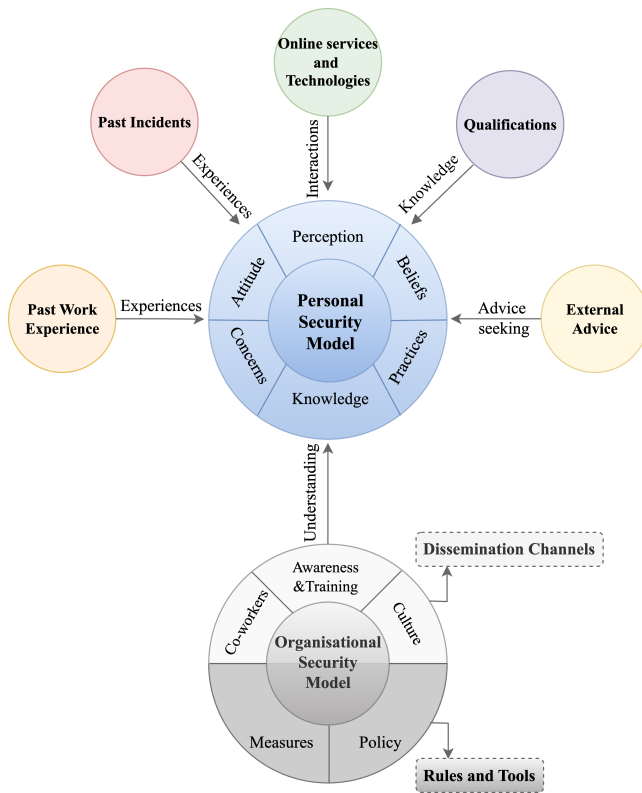 Online services
and
Technologies
Past Incidents
Qualifications
Experiences
Interactions
Knowledge
Perception
Attitude
Beliefs
Past Work
Experience
Experiences
Personal
Security
Model
Advice
seeking
External
Advice
Concerns
Practices
Knowledge
Understanding
Dissemination Channels
Awareness
&Training
Co-workers
Culture
Organisational
Security
Model
Measures
Policy
Rules and Tools